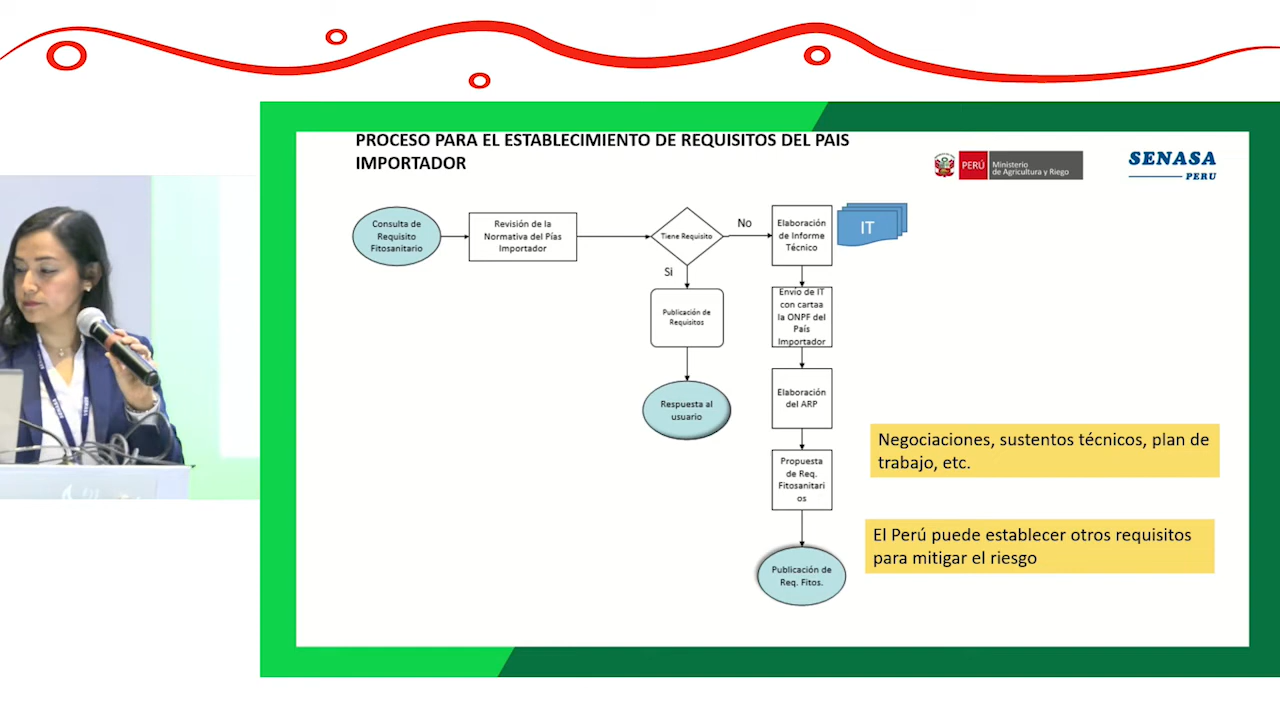 PROCESO PARA EL ESTABLECIMIENTO DE REQUISITOS DEL PAIS
IMPORTADOR
PERÚ
Ministerio
de Agricultura y Riego
SENASA
PERU
Consulta de
Requisito
Fitosanitario
Revisión de la
Normativa del Pías
Importador
Tiene Requisito
No
Si
Elaboración
de Informe
Técnico
IT
Publicación de
Requisitos
Respuesta al
usuario
Envío de IT
con cartaa
la ONPF del
País
Importador
Elaboración
del ARP
Propuesta
de Req.
Fitosanitari
os
Publicación de
Req. Fitos.
Negociaciones, sustentos técnicos, plan de
trabajo, etc.
El Perú puede establecer otros requisitos
para mitigar el riesgo